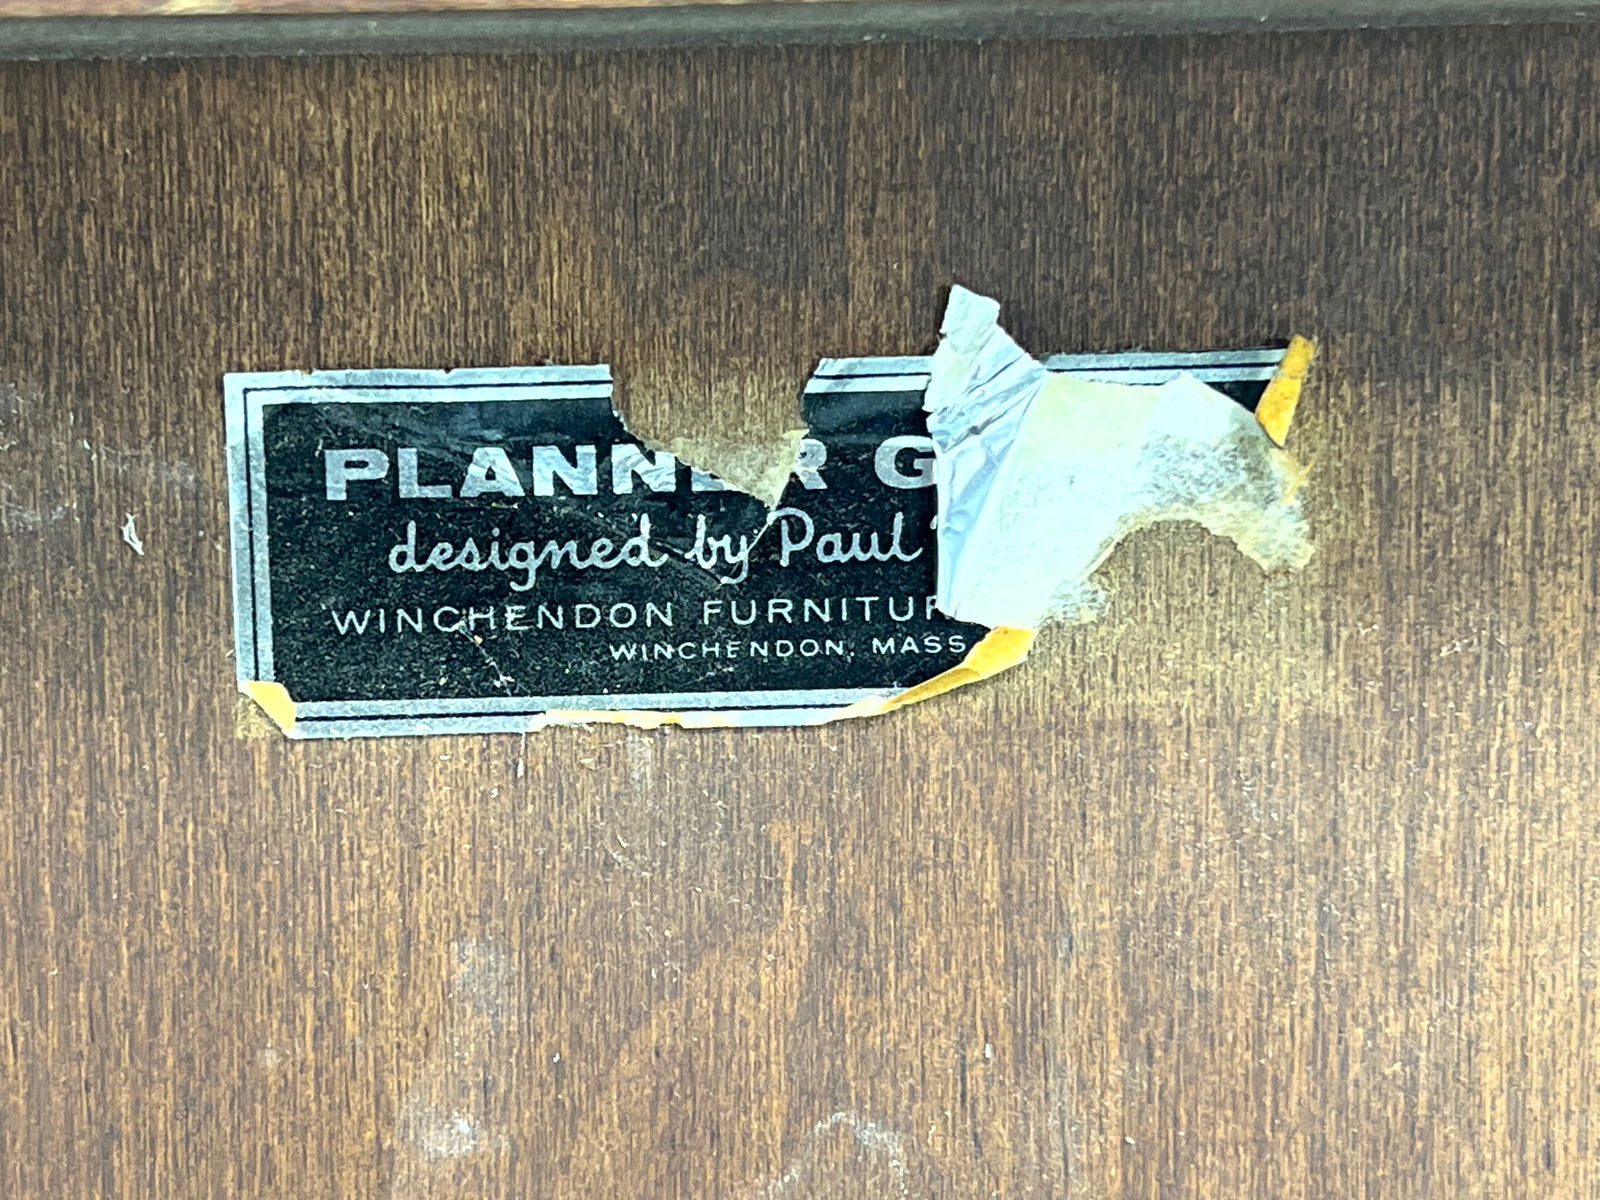 PLANNER G
designed by Paul
WINCHENDON FURNITUR
WINCHENDON, MASS